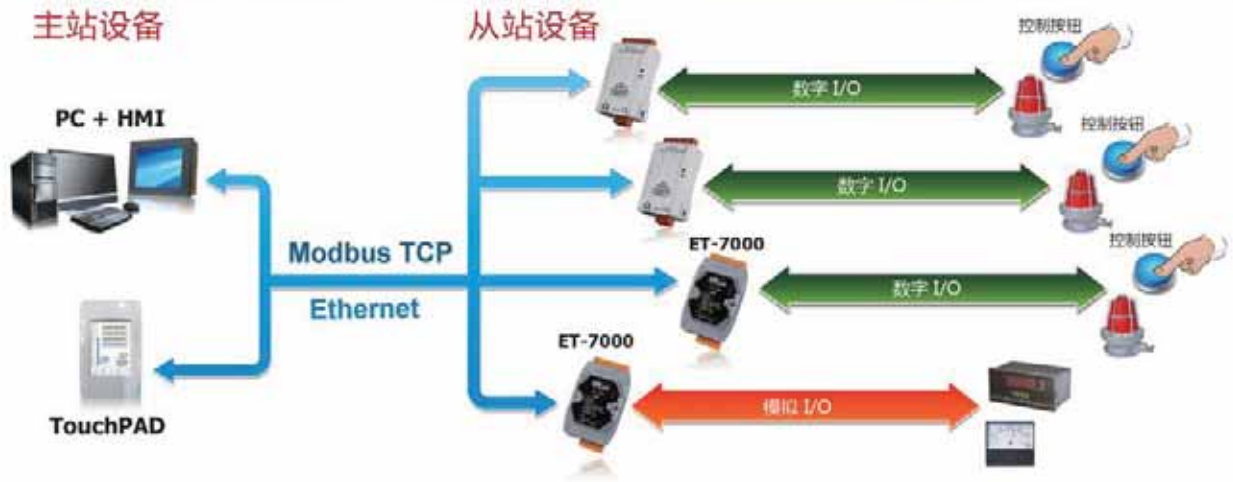 主站设备
从站设备
控制按钮
数字 I/O
PC + HMI
控制按钮
数字 I/O
控制按钮
ET-7000
Modbus TCP
数字 I/O
Ethernet
ET-7000
模拟 I/O
TouchPAD